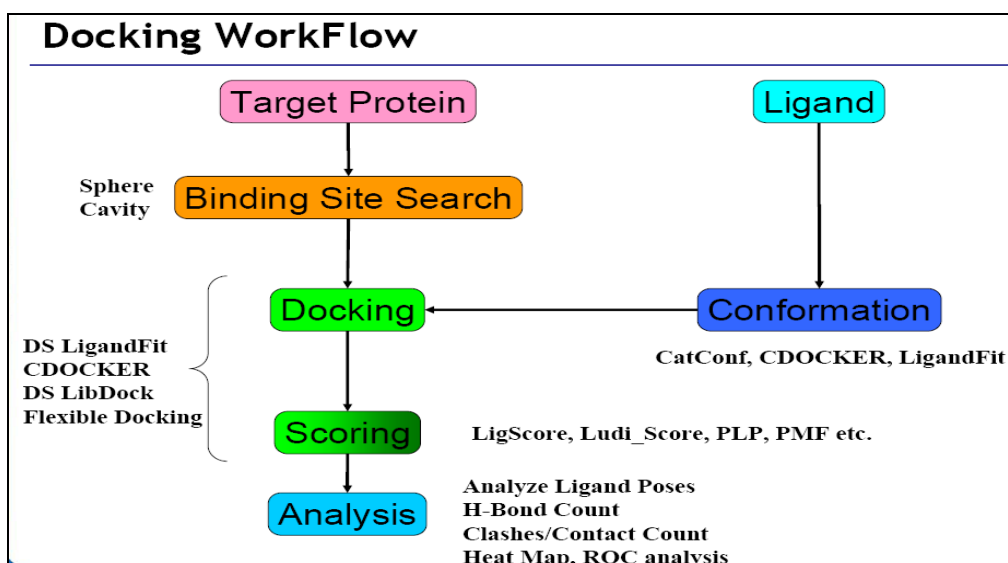 Docking WorkFlow
Target Protein
Ligand
Sphere
Cavity
Binding Site Search
Docking
Conformation
DS LigandFit
CDOCKER
DS LibDock
Flexible Docking
CatConf, CDOCKER, LigandFit
Scoring
LigScore, Ludi_Score, PLP, PMF etc.
Analysis
Analyze Ligand Poses
H-Bond Count
Clashes/Contact Count
Heat Map, ROC analysis